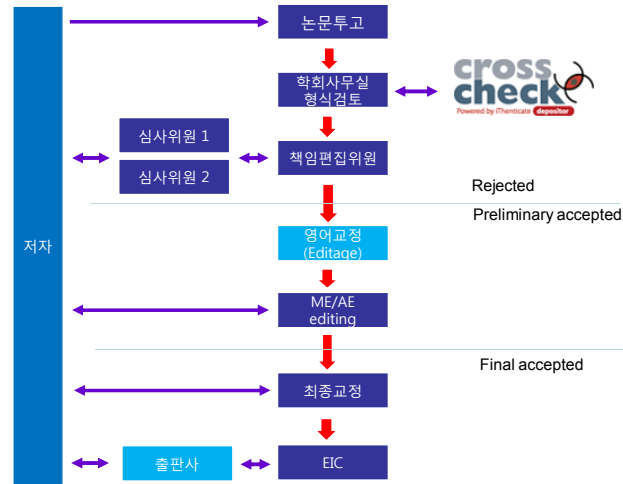 논문투고
학회사무실
형식검토
cross
check
Powered by iThenticate depositor
심사위원 1
심사위원 2
책임편집위원
Rejected
Preliminary accepted
저자
영어교정
(Editage)
ME/AE
editing
Final accepted
최종교정
출판사
EIC